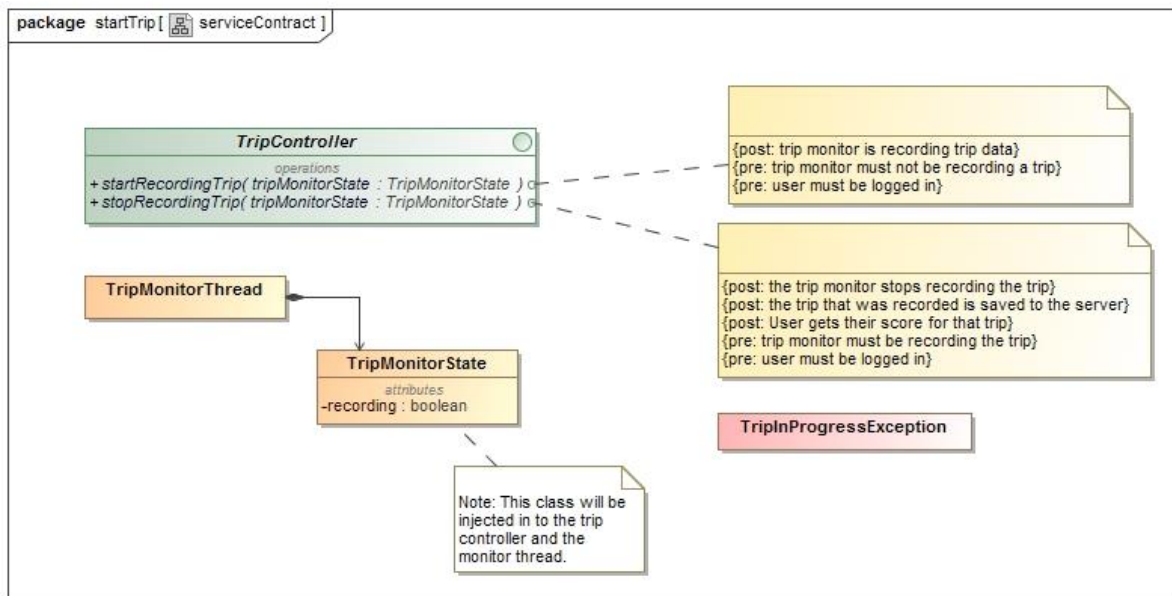 package startTrip [ serviceContract ]
TripController
operations
+ startRecordingTrip( tripMonitorState : TripMonitorState )
+ stopRecordingTrip( tripMonitorState : TripMonitorState )
{post: trip monitor is recording trip data}
{pre: trip monitor must not be recording a trip}
{pre: user must be logged in}
{post: the trip monitor stops recording the trip}
{post: the trip that was recorded is saved to the server}
{post: User gets their score for that trip}
{pre: trip monitor must be recording the trip}
{pre: user must be logged in}
TripMonitorThread
TripMonitorState
attributes
-recording : boolean
TripInProgressException
Note: This class will be
injected in to the trip
controller and the
monitor thread.